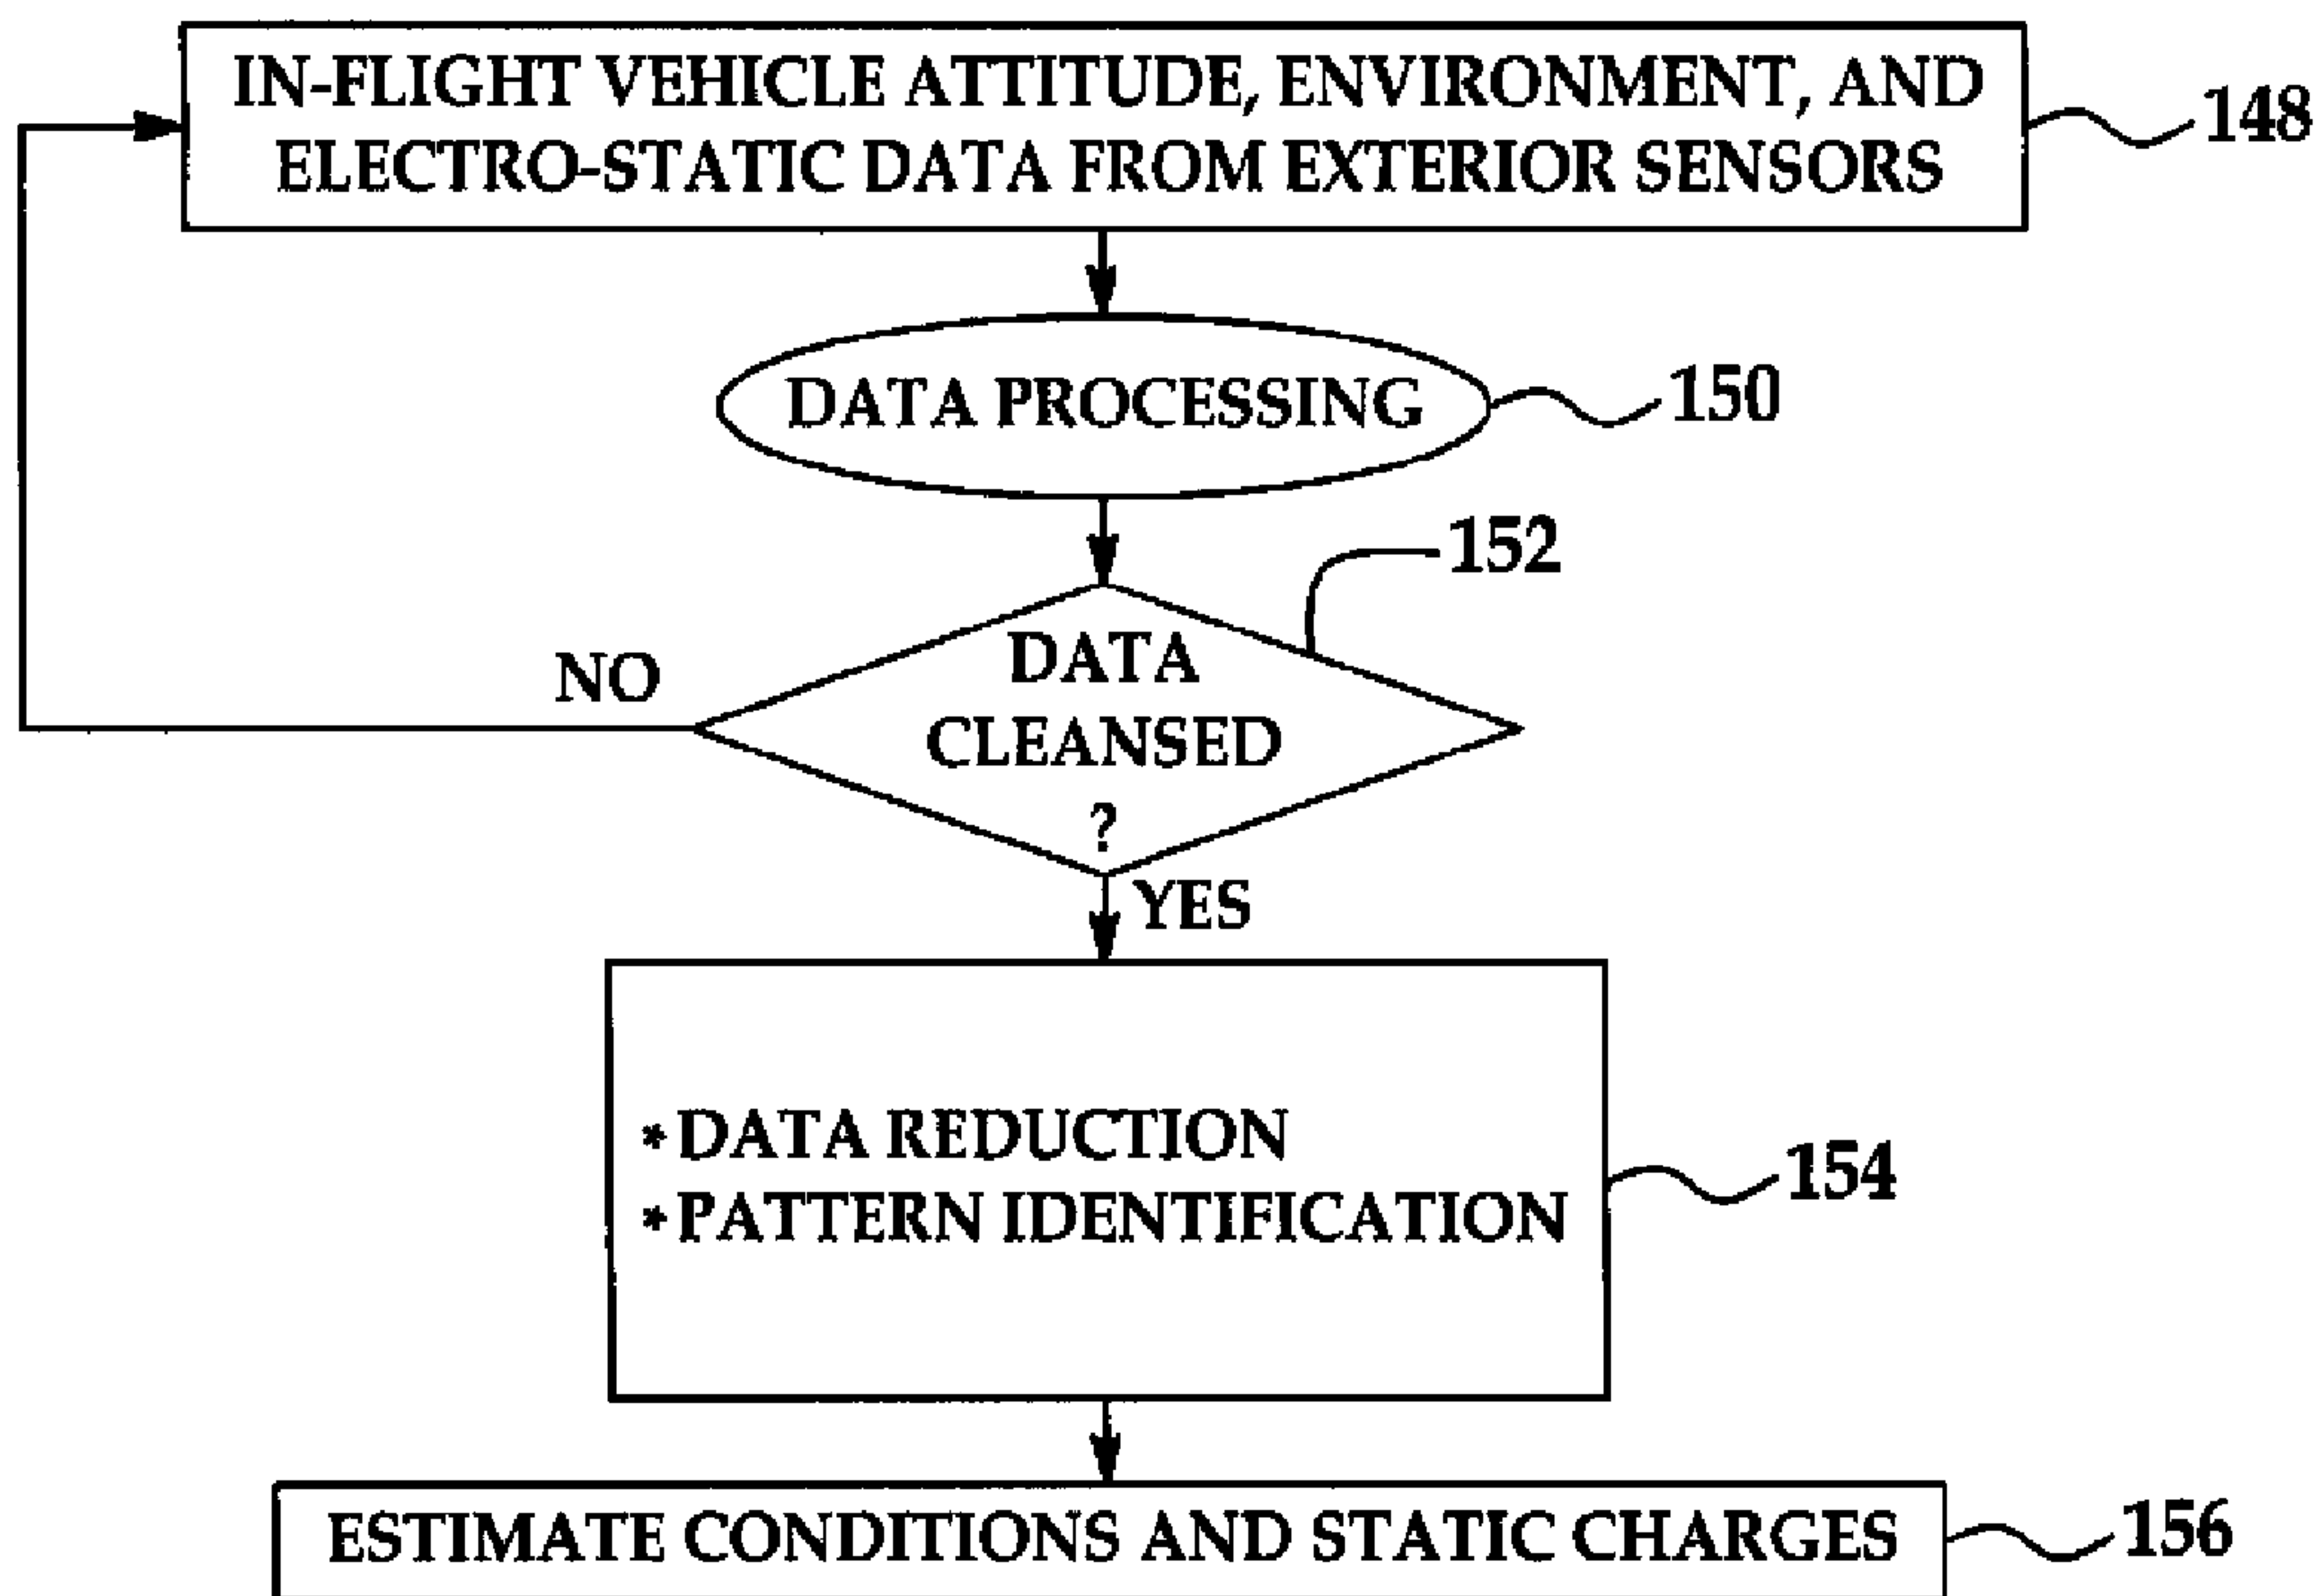 IN-FLIGHT VEHICLE ATTITUDE, ENVIRONMENT, AND
ELECTRO-STATIC DATA FROM EXTERIOR SENSORS
148
DATA PROCESSING
150
152
DATA
CLEANSED
?
NO
YES
* DATA REDUCTION
* PATTERN IDENTIFICATION
154
ESTIMATE CONDITIONS AND STATIC CHARGES
156